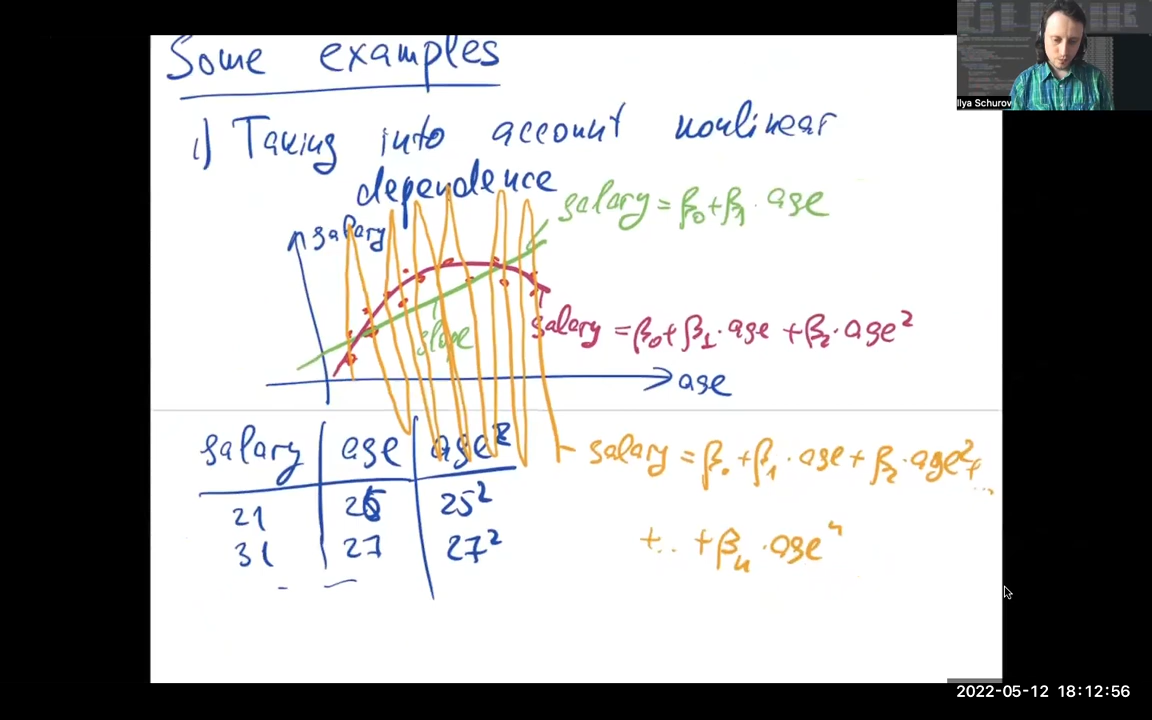 Some examples
Ilya Schurov
1) Taking into account nonlinear
dependence
salary = β₀ + β₁ · age
salary
slope
salary = β₀ + β₁ · age + β₂ · age²
age
salary | age | age²
21 | 25 | 25²
31 | 27 | 27²
salary = β₀ + β₁ · age + β₂ · age² + ...
+ .. + βₙ · ageⁿ
2022-05-12 18:12:56